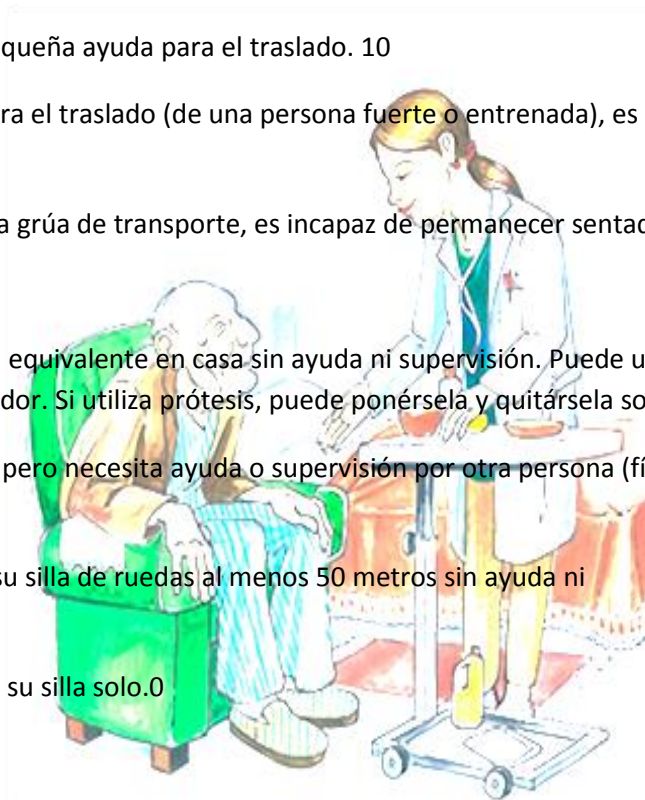 queña ayuda para el traslado. 10
ra el traslado (de una persona fuerte o entrenada), es
a grúa de transporte, es incapaz de permanecer sentad
equivalente en casa sin ayuda ni supervisión. Puede u
dor. Si utiliza prótesis, puede ponérsela y quitársela so
pero necesita ayuda o supervisión por otra persona (fí
su silla de ruedas al menos 50 metros sin ayuda ni
su silla solo.0